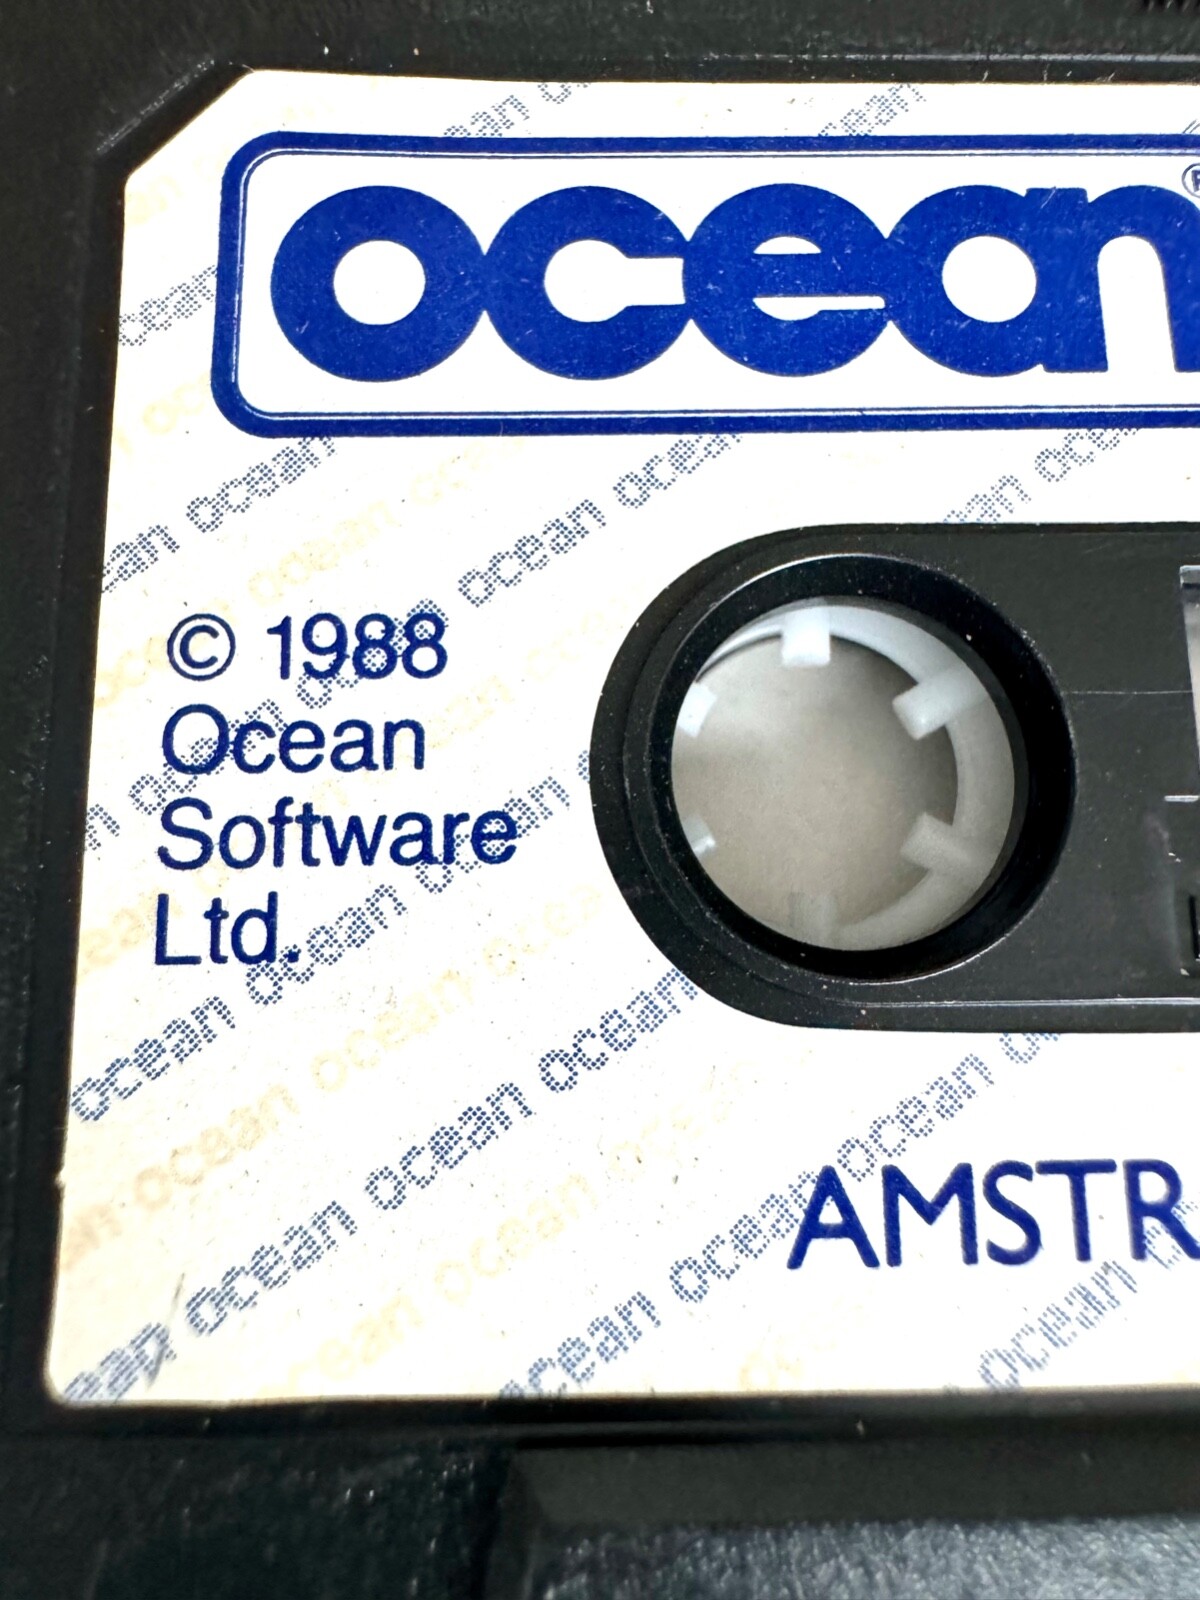 ocean®
© 1988
Ocean
Software
Ltd.
AMSTR